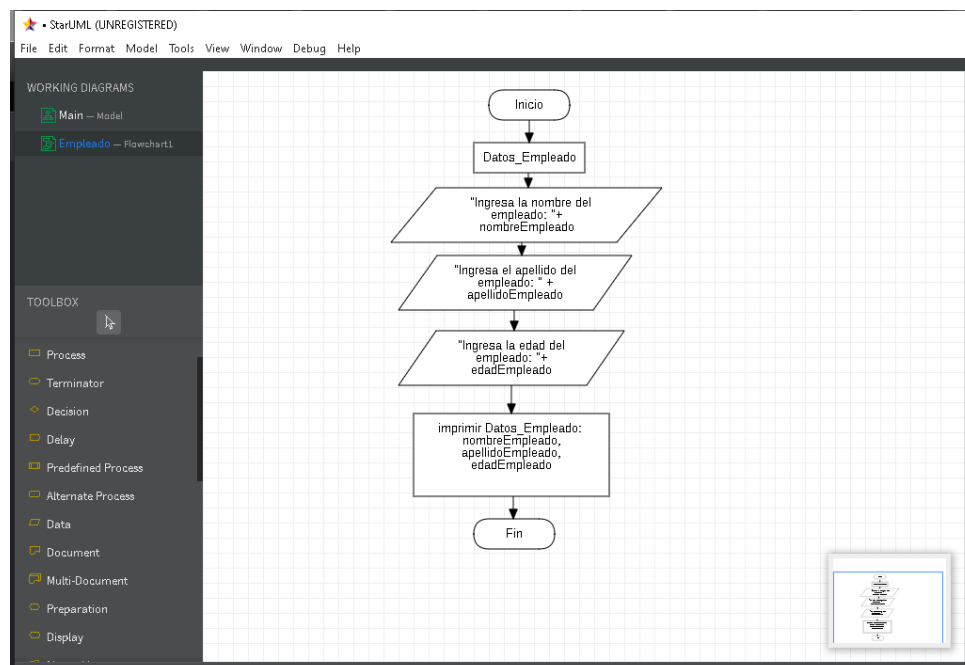 • StarUML (UNREGISTERED)
File Edit Format Model Tools View Window Debug Help
WORKING DIAGRAMS
Main — Model
Empleado — Flowchart1
TOOLBOX
Process
Terminator
Decision
Delay
Predefined Process
Alternate Process
Data
Document
Multi-Document
Preparation
Display
Inicio
Datos_Empleado
"Ingresa la nombre del
empleado: "+
nombreEmpleado
"Ingresa el apellido del
empleado: " +
apellidoEmpleado
"Ingresa la edad del
empleado: "+
edadEmpleado
imprimir Datos_Empleado:
nombreEmpleado,
apellidoEmpleado,
edadEmpleado
Fin